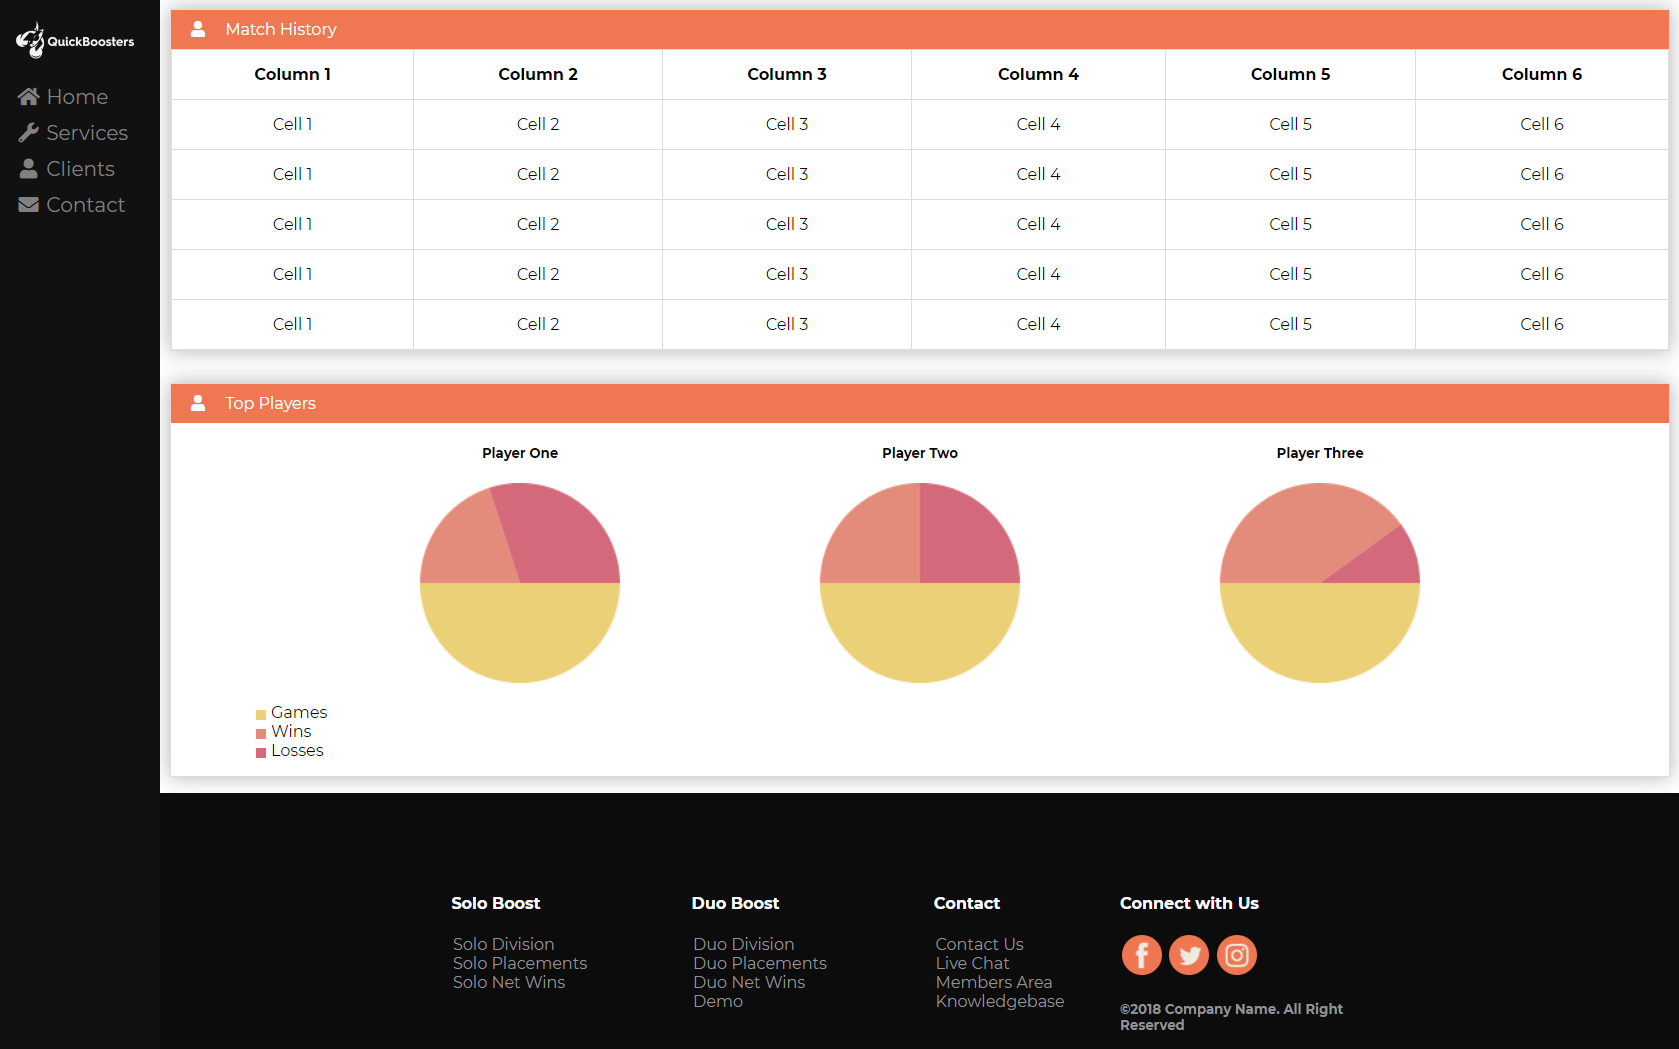 QuickBoosters
Home
Services
Clients
Contact
Match History
Column 1 Column 2 Column 3 Column 4 Column 5 Column 6
Cell 1 Cell 2 Cell 3 Cell 4 Cell 5 Cell 6
Cell 1 Cell 2 Cell 3 Cell 4 Cell 5 Cell 6
Cell 1 Cell 2 Cell 3 Cell 4 Cell 5 Cell 6
Cell 1 Cell 2 Cell 3 Cell 4 Cell 5 Cell 6
Cell 1 Cell 2 Cell 3 Cell 4 Cell 5 Cell 6
Top Players
Player One Player Two Player Three
Games
Wins
Losses
Solo Boost
Solo Division
Solo Placements
Solo Net Wins
Duo Boost
Duo Division
Duo Placements
Duo Net Wins
Demo
Contact
Contact Us
Live Chat
Members Area
Knowledgebase
Connect with Us
©2018 Company Name. All Right
Reserved